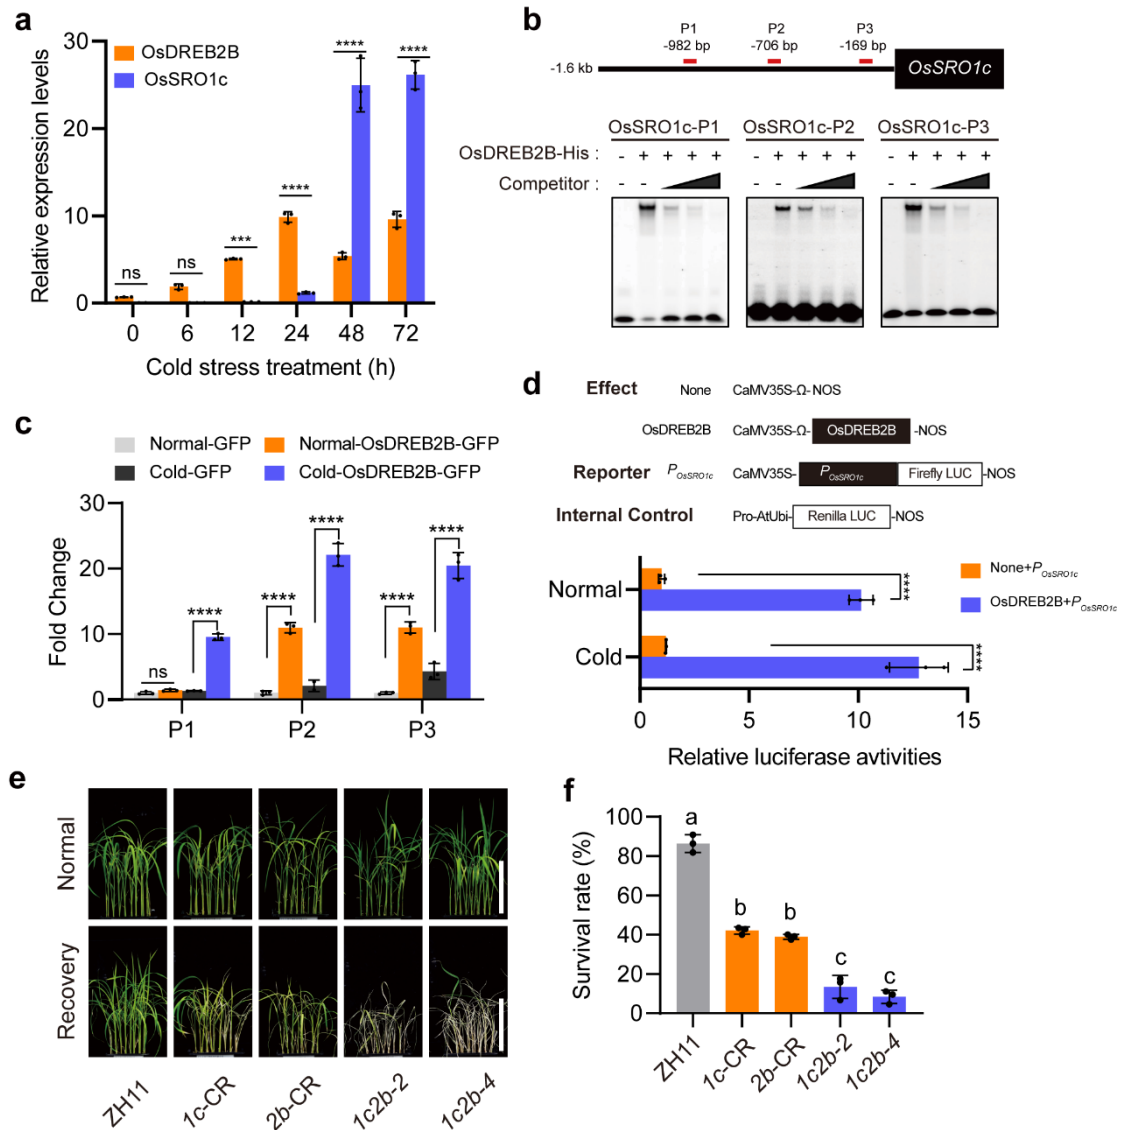 a
OsDREB2B
OsSRO1c
Relative expression levels
30
20
10
0
ns
ns
***
****
****
****
0 6 12 24 48 72
Cold stress treatment (h)
b
P1 P2 P3
-982 bp -706 bp -169 bp
-1.6 kb
OsSRO1c
OsSRO1c-P1 OsSRO1c-P2 OsSRO1c-P3
OsDREB2B-His : - + + + + - + + + + - + + + +
Competitor : - - - - - -
c
Normal-GFP Normal-OsDREB2B-GFP
Cold-GFP Cold-OsDREB2B-GFP
Fold Change
30
20
10
0
ns
****
****
****
****
****
P1 P2 P3
d
Effect None CaMV35S-Ω-NOS
OsDREB2B CaMV35S-Ω- OsDREB2B -NOS
Reporter POsSRO1c CaMV35S- POsSRO1c Firefly LUC -NOS
Internal Control Pro-AtUbi- Renilla LUC -NOS
None+POsSRO1c
OsDREB2B+POsSRO1c
Normal
****
Cold
****
0 5 10 15
Relative luciferase avtivities
e
Normal
Recovery
ZH11 1c-CR 2b-CR 1c2b-2 1c2b-4
f
Survival rate (%)
100
80
60
40
20
0
a
b
b
c
c
ZH11 1c-CR 2b-CR 1c2b-2 1c2b-4